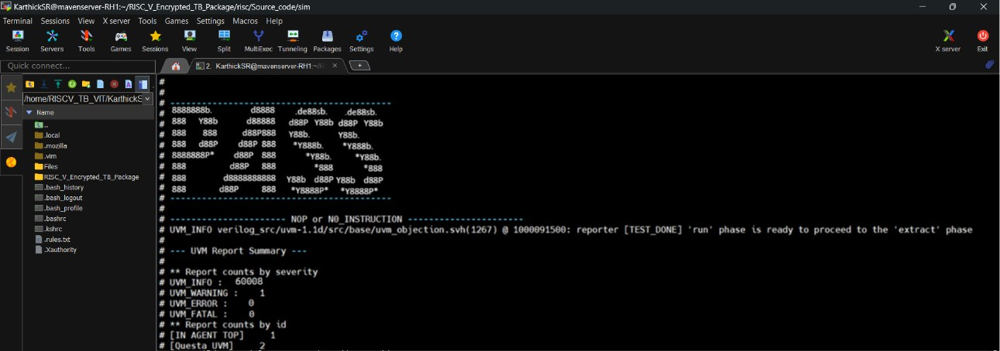 KarthickSR@mavenserver-RH1:~/RISC_V_Encrypted_TB_Package/risc/Source_code/sim
Terminal Sessions View X server Tools Games Settings Macros Help
Session Servers Tools Games Sessions View Split MultiExec Tunneling Packages Settings Help X server Exit
Quick connect...
2. KarthickSR@mavenserver-RH1:~/R
/home/RISCV_TB_VIT/KarthickS
Name
..
.local
.mozilla
.vim
Files
RISC_V_Encrypted_TB_Package
.bash_history
.bash_logout
.bash_profile
.bashrc
.kshrc
.rules.txt
.Xauthority
#
#
# ------------------------------------------
# 8888888b.        d8888    .de88sb.   .de88sb.
# 888   Y88b      d88888   d88P  Y88b d88P  Y88b
# 888    888     d88P888   Y88b.      Y88b.
# 888   d88P    d88P 888    *Y888b.    *Y888b.
# 8888888P*    d88P  888       *Y88b.     *Y88b.
# 888         d88P   888         *888       *888
# 888        d8888888888   Y88b  d88P Y88b  d88P
# 888       d88P     888    *Y8888P*   *Y8888P*
# ------------------------------------------
#
# ---------------------- NOP or N0_INSTRUCTION ----------------------
# UVM_INFO verilog_src/uvm-1.1d/src/base/uvm_objection.svh(1267) @ 1000091500: reporter [TEST_DONE] 'run' phase is ready to proceed to the 'extract' phase
#
# --- UVM Report Summary ---
#
# ** Report counts by severity
# UVM_INFO : 60008
# UVM_WARNING : 1
# UVM_ERROR : 0
# UVM_FATAL : 0
# ** Report counts by id
# [IN AGENT TOP] 1
# [Questa UVM] 2